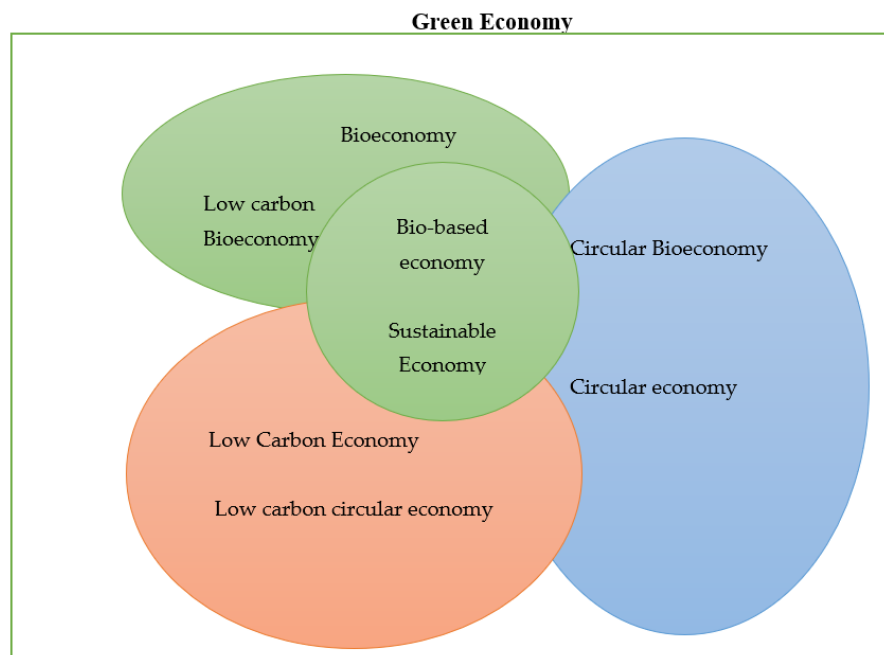 Green Economy
Bioeconomy
Low carbon
Bioeconomy
Bio-based
economy
Sustainable
Economy
Circular Bioeconomy
Circular economy
Low Carbon Economy
Low carbon circular economy